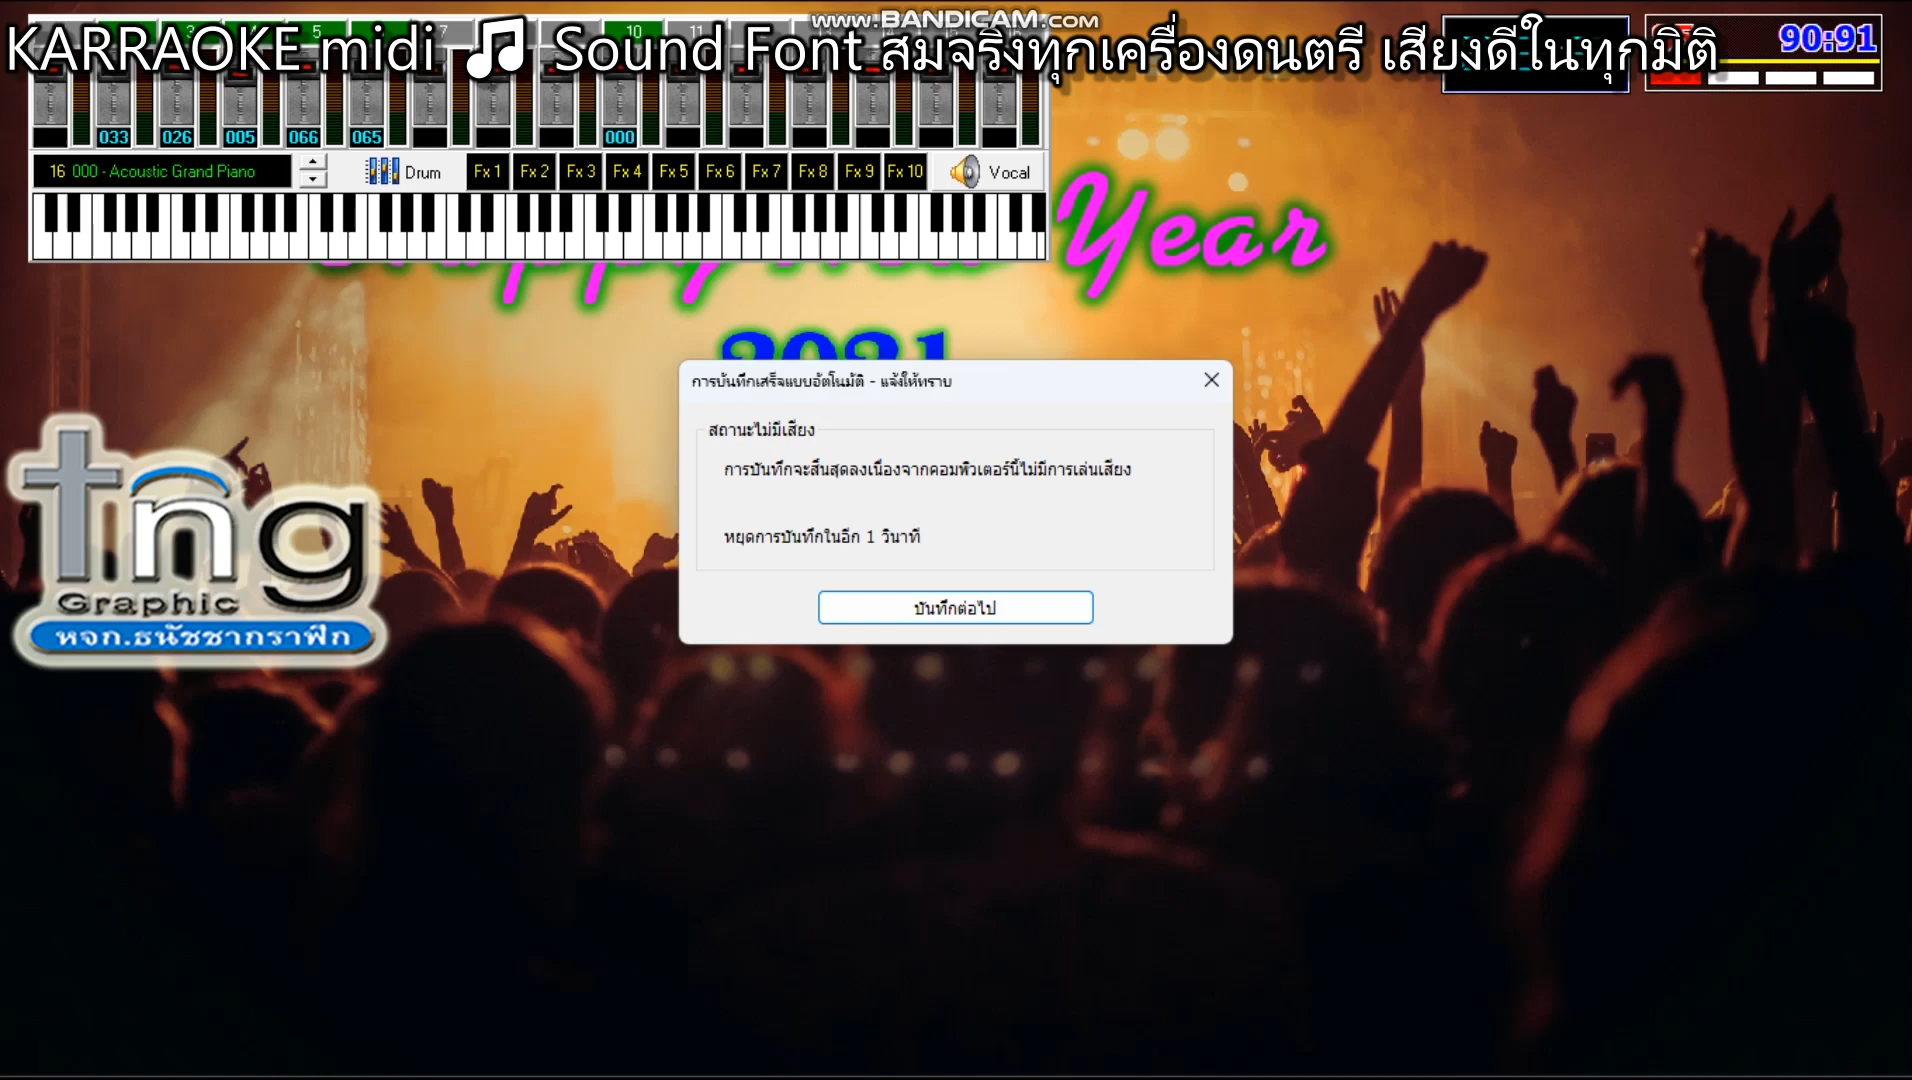 www.BANDICAM.com
KARRAOKE midi 🎵 Sound Font สมจริงทุกเครื่องดนตรี เสียงดีในทุกมิติ
3 5 7 10 11
90:91
033 026 005 066 065 000
16 000 - Acoustic Grand Piano
Drum
Fx 1 Fx 2 Fx 3 Fx 4 Fx 5 Fx 6 Fx 7 Fx 8 Fx 9 Fx 10
Vocal
Year
2021
การบันทึกเสร็จแบบอัตโนมัติ - แจ้งให้ทราบ
สถานะไม่มีเสียง
การบันทึกจะสิ้นสุดลงเนื่องจากคอมพิวเตอร์นี้ไม่มีการเล่นเสียง
หยุดการบันทึกในอีก 1 วินาที
บันทึกต่อไป
tng
Graphic
หจก.ธนัชชากราฟิก